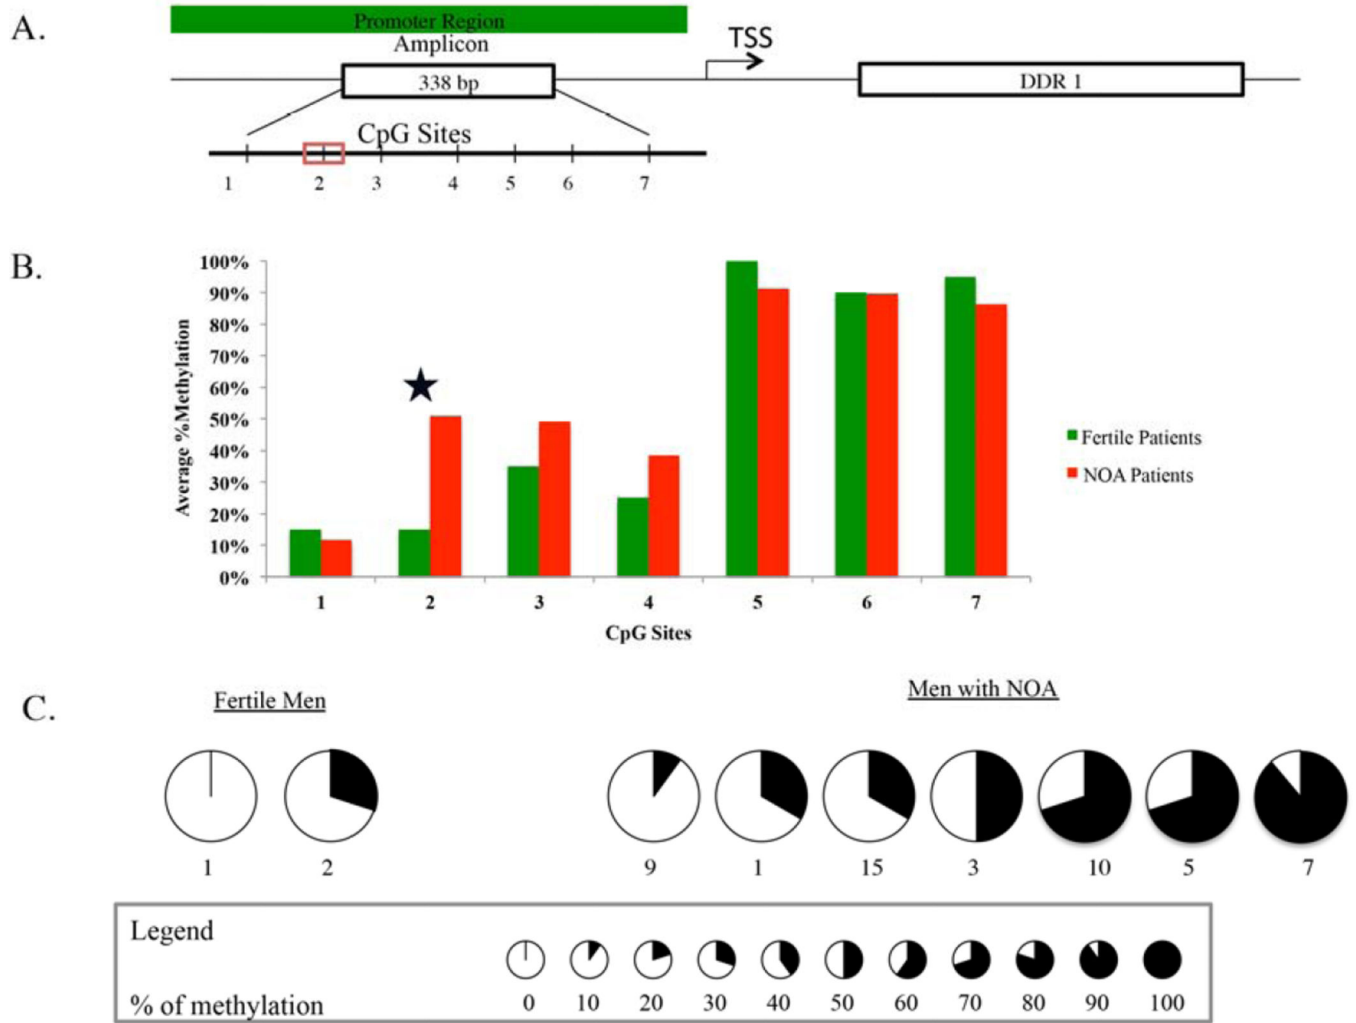 A.
Promoter Region
Amplicon
TSS
338 bp
DDR 1
CpG Sites
1 2 3 4 5 6 7
B.
100%
90%
80%
70%
60%
50%
40%
30%
20%
10%
0%
Average %Methylation
1 2 3 4 5 6 7
CpG Sites
Fertile Patients
NOA Patients
C.
Fertile Men
Men with NOA
1 2 9 1 15 3 10 5 7
Legend
% of methylation 0 10 20 30 40 50 60 70 80 90 100